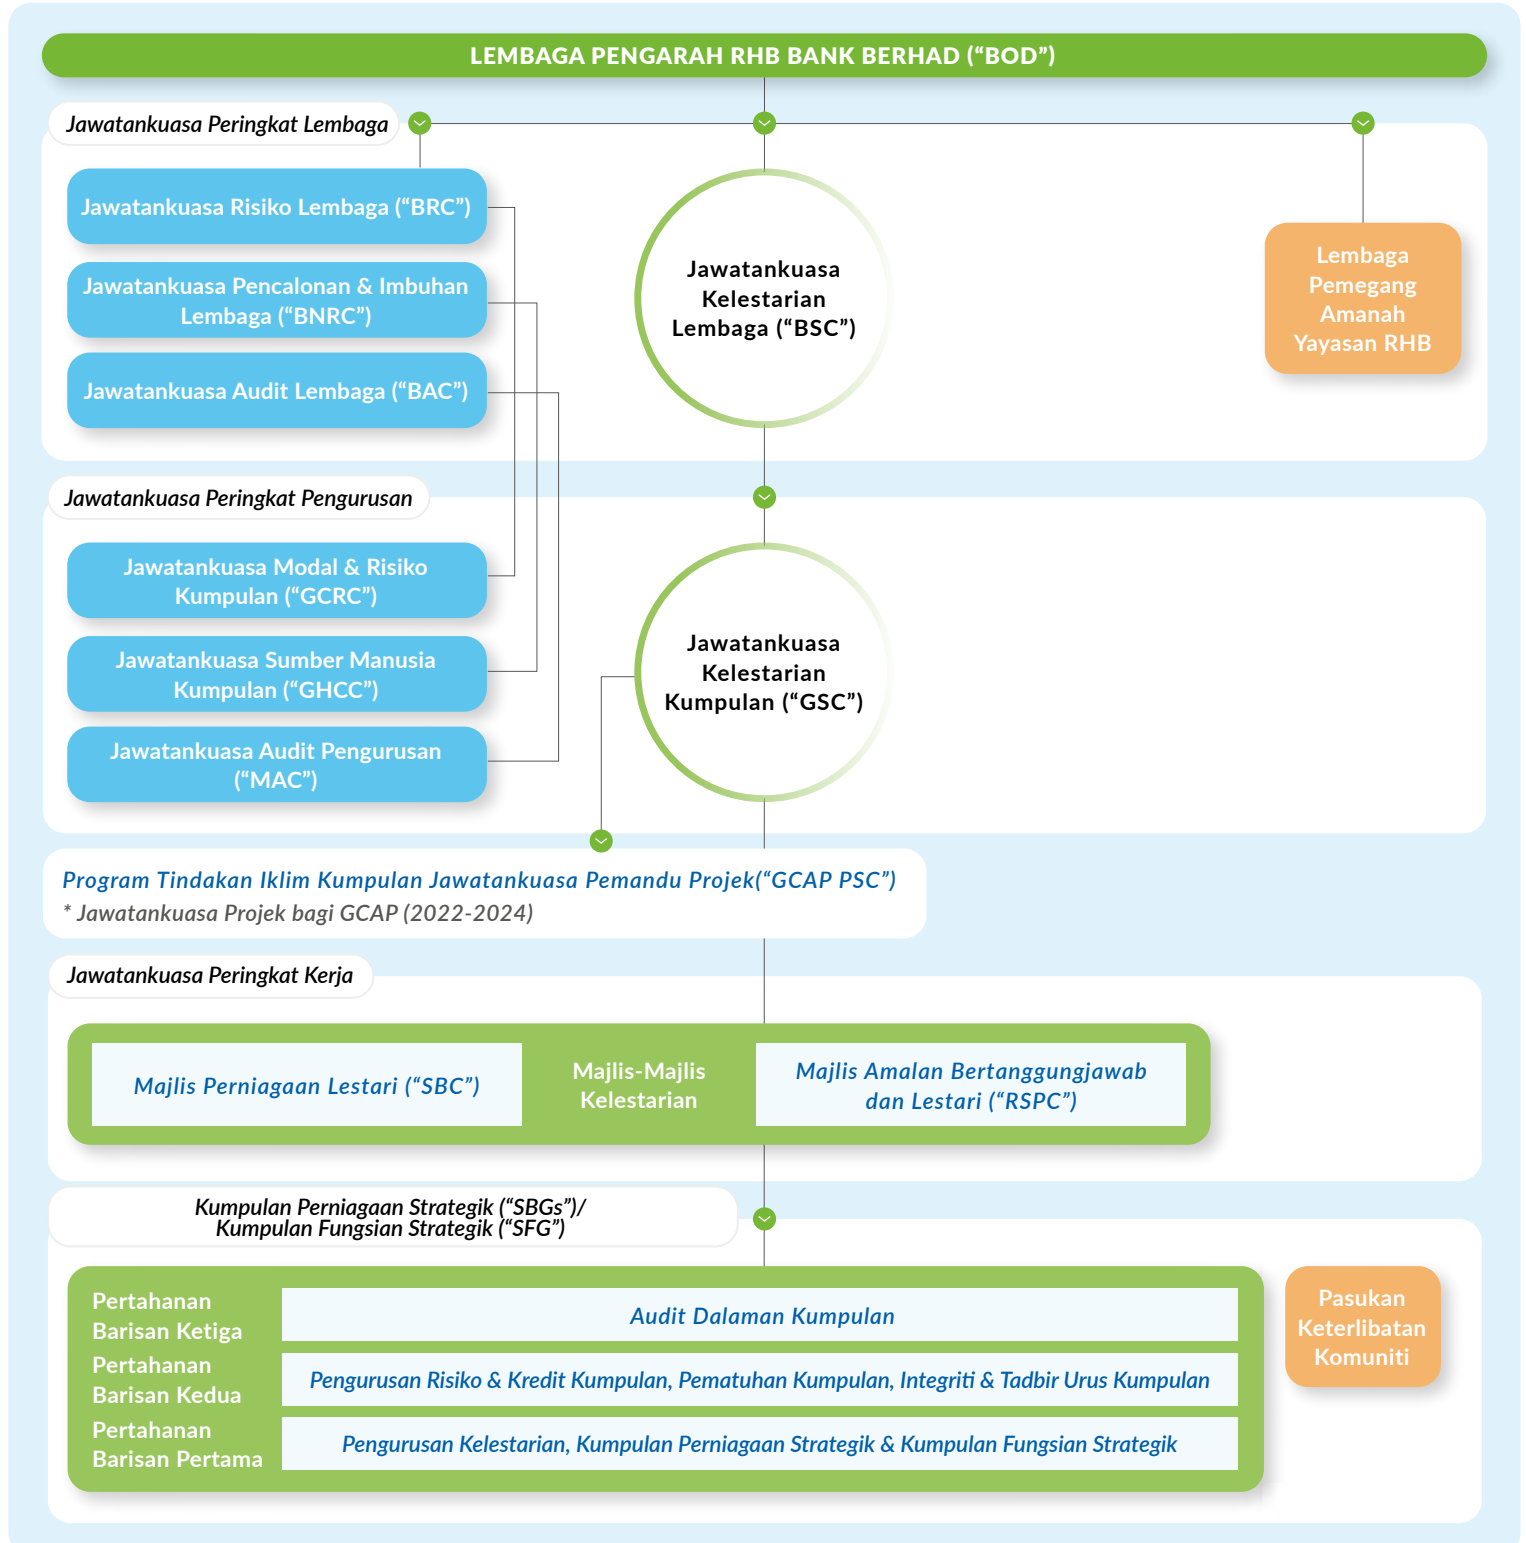 LEMBAGA PENGARAH RHB BANK BERHAD (“BOD”)
Jawatankuasa Peringkat Lembaga
Jawatankuasa Risiko Lembaga (“BRC”)
Jawatankuasa Pencalonan & Imbuhan
Lembaga (“BNRC”)
Jawatankuasa Audit Lembaga (“BAC”)
Jawatankuasa
Kelestarian
Lembaga (“BSC”)
Lembaga
Pemegang
Amanah
Yayasan RHB
Jawatankuasa Peringkat Pengurusan
Jawatankuasa Modal & Risiko
Kumpulan (“GCRC”)
Jawatankuasa Sumber Manusia
Kumpulan (“GHCC”)
Jawatankuasa Audit Pengurusan
(“MAC”)
Jawatankuasa
Kelestarian
Kumpulan (“GSC”)
Program Tindakan Iklim Kumpulan Jawatankuasa Pemandu Projek(“GCAP PSC”)
* Jawatankuasa Projek bagi GCAP (2022-2024)
Jawatankuasa Peringkat Kerja
Majlis Perniagaan Lestari (“SBC”)
Majlis-Majlis
Kelestarian
Majlis Amalan Bertanggungjawab
dan Lestari (“RSPC”)
Kumpulan Perniagaan Strategik (“SBGs”)/
Kumpulan Fungsian Strategik (“SFG”)
Pertahanan
Barisan Ketiga
Audit Dalaman Kumpulan
Pertahanan
Barisan Kedua
Pengurusan Risiko & Kredit Kumpulan, Pematuhan Kumpulan, Integriti & Tadbir Urus Kumpulan
Pertahanan
Barisan Pertama
Pengurusan Kelestarian, Kumpulan Perniagaan Strategik & Kumpulan Fungsian Strategik
Pasukan
Keterlibatan
Komuniti